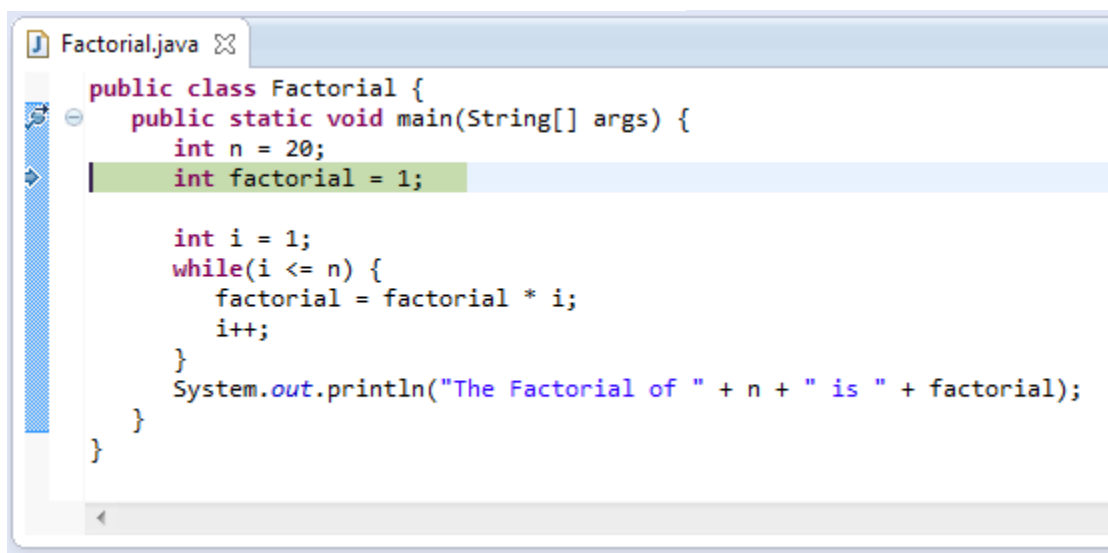 Factorial.java
public class Factorial {
public static void main(String[] args) {
int n = 20;
int factorial = 1;
int i = 1;
while(i <= n) {
factorial = factorial * i;
i++;
}
System.out.println("The Factorial of " + n + " is " + factorial);
}
}